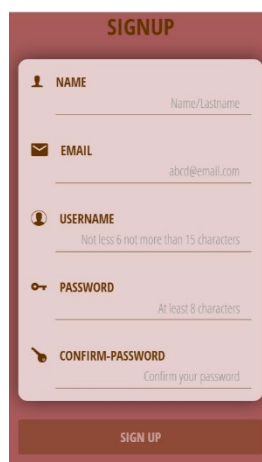 SIGNUP
NAME
Name/Lastname
EMAIL
abcd@email.com
USERNAME
Not less 6 not more than 15 characters
PASSWORD
At least 8 characters
CONFIRM-PASSWORD
Confirm your password
SIGN UP